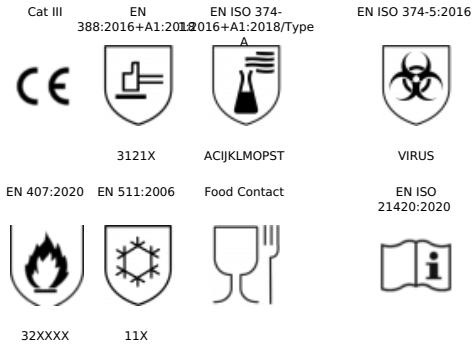 Cat III
EN
388:2016+A1:2018
EN ISO 374-
1:2016+A1:2018/Type
A
EN ISO 374-5:2016
CE
3121X
ACIJKLMOPST
VIRUS
EN 407:2020
EN 511:2006
Food Contact
EN ISO
21420:2020
i
32XXXX
11X